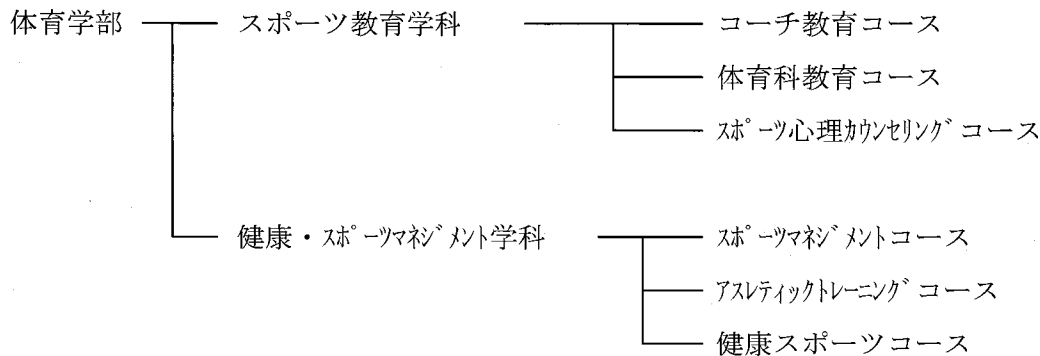 体育学部 スポーツ教育学科 コーチ教育コース
体育科教育コース
ｽﾎﾟｰﾂ心理ｶｳﾝｾﾘﾝｸﾞコース
健康・ｽﾎﾟｰﾂﾏﾈｼﾞﾒﾝﾄ学科 ｽﾎﾟｰﾂﾏﾈｼﾞﾒﾝﾄコース
ｱｽﾚﾃｨｯｸﾄﾚｰﾆﾝｸﾞコース
健康スポーツコース